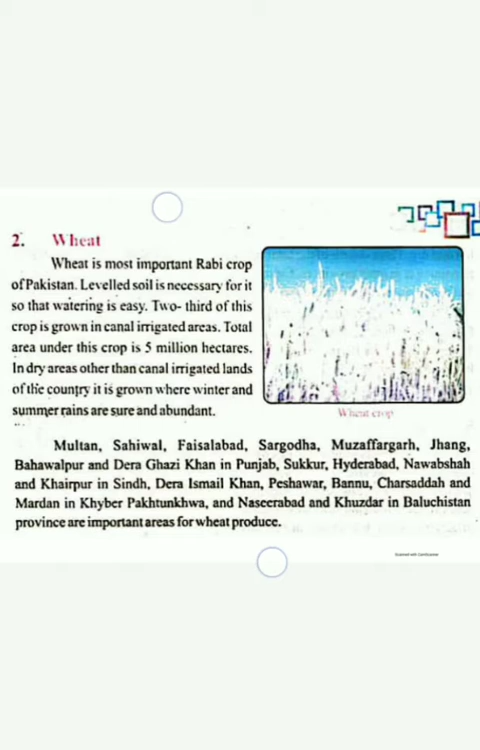 2. Wheat
Wheat is most important Rabi crop
of Pakistan. Levelled soil is necessary for it
so that watering is easy. Two- third of this
crop is grown in canal irrigated areas. Total
area under this crop is 5 million hectares.
In dry areas other than canal irrigated lands
of the country it is grown where winter and
summer rains are sure and abundant.
Wheat crop
Multan, Sahiwal, Faisalabad, Sargodha, Muzaffargarh, Jhang,
Bahawalpur and Dera Ghazi Khan in Punjab, Sukkur, Hyderabad, Nawabshah
and Khairpur in Sindh, Dera Ismail Khan, Peshawar, Bannu, Charsaddah and
Mardan in Khyber Pakhtunkhwa, and Naseerabad and Khuzdar in Baluchistan
province are important areas for wheat produce.
Scanned with CamScanner